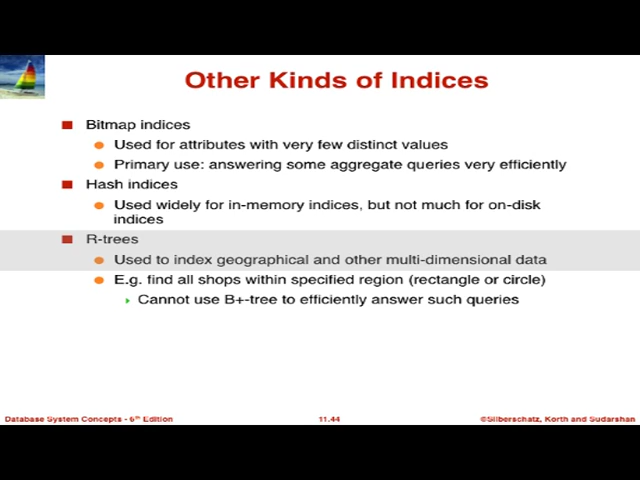 Other Kinds of Indices
Bitmap indices
Used for attributes with very few distinct values
Primary use: answering some aggregate queries very efficiently
Hash indices
Used widely for in-memory indices, but not much for on-disk
indices
R-trees
Used to index geographical and other multi-dimensional data
E.g. find all shops within specified region (rectangle or circle)
Cannot use B+-tree to efficiently answer such queries
Database System Concepts - 6th Edition
11.44
©Silberschatz, Korth and Sudarshan